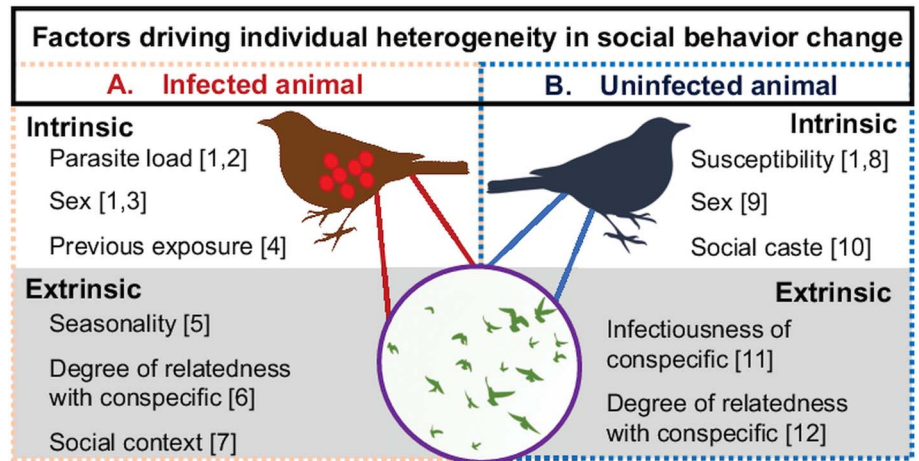 Factors driving individual heterogeneity in social behavior change
A. Infected animal
B. Uninfected animal
Intrinsic
Parasite load [1,2]
Sex [1,3]
Previous exposure [4]
Extrinsic
Seasonality [5]
Degree of relatedness
with conspecific [6]
Social context [7]
Intrinsic
Susceptibility [1,8]
Sex [9]
Social caste [10]
Extrinsic
Infectiousness of
conspecific [11]
Degree of relatedness
with conspecific [12]